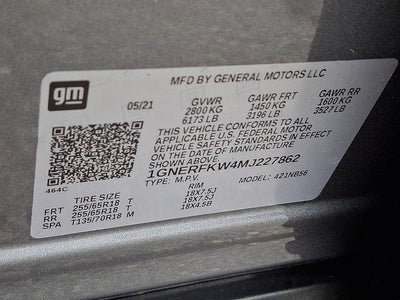 gm
MFD BY GENERAL MOTORS LLC
05/21 GVWR GAWR FRT GAWR RR
2800 KG 1450 KG 1600 KG
6173 LB 3196 LB 3527 LB
THIS VEHICLE CONFORMS TO ALL
APPLICABLE U.S. FEDERAL MOTOR
VEHICLE SAFETY STANDARDS IN EFFECT
ON THE DATE OF MANUFACTURE
SHOWN ABOVE.
1GNERFKW4MJ227862
TYPE: M.P.V. MODEL: 421NB56
464C
TIRE SIZE RIM
FRT 255/65R18 T 18X7.5J
RR 255/65R18 T 18X7.5J
SPA T135/70R18 M 18X4.5B